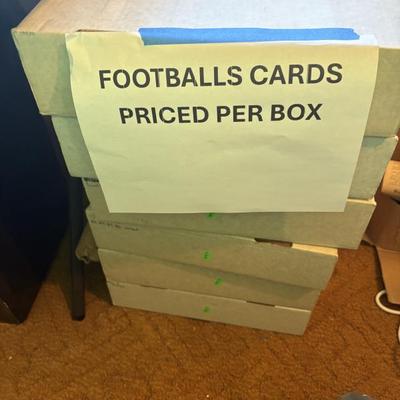 FOOTBALLS CARDS
PRICED PER BOX